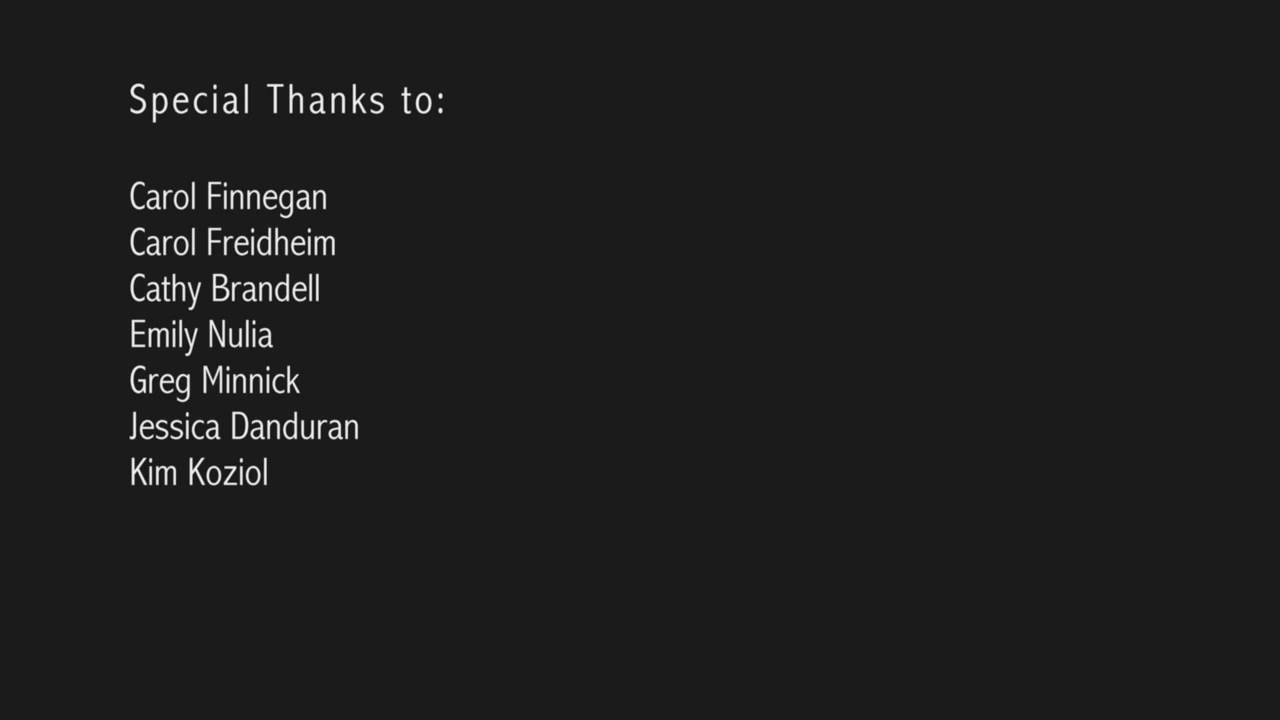 Special Thanks to:
Carol Finnegan
Carol Freidheim
Cathy Brandell
Emily Nulia
Greg Minnick
Jessica Danduran
Kim Koziol